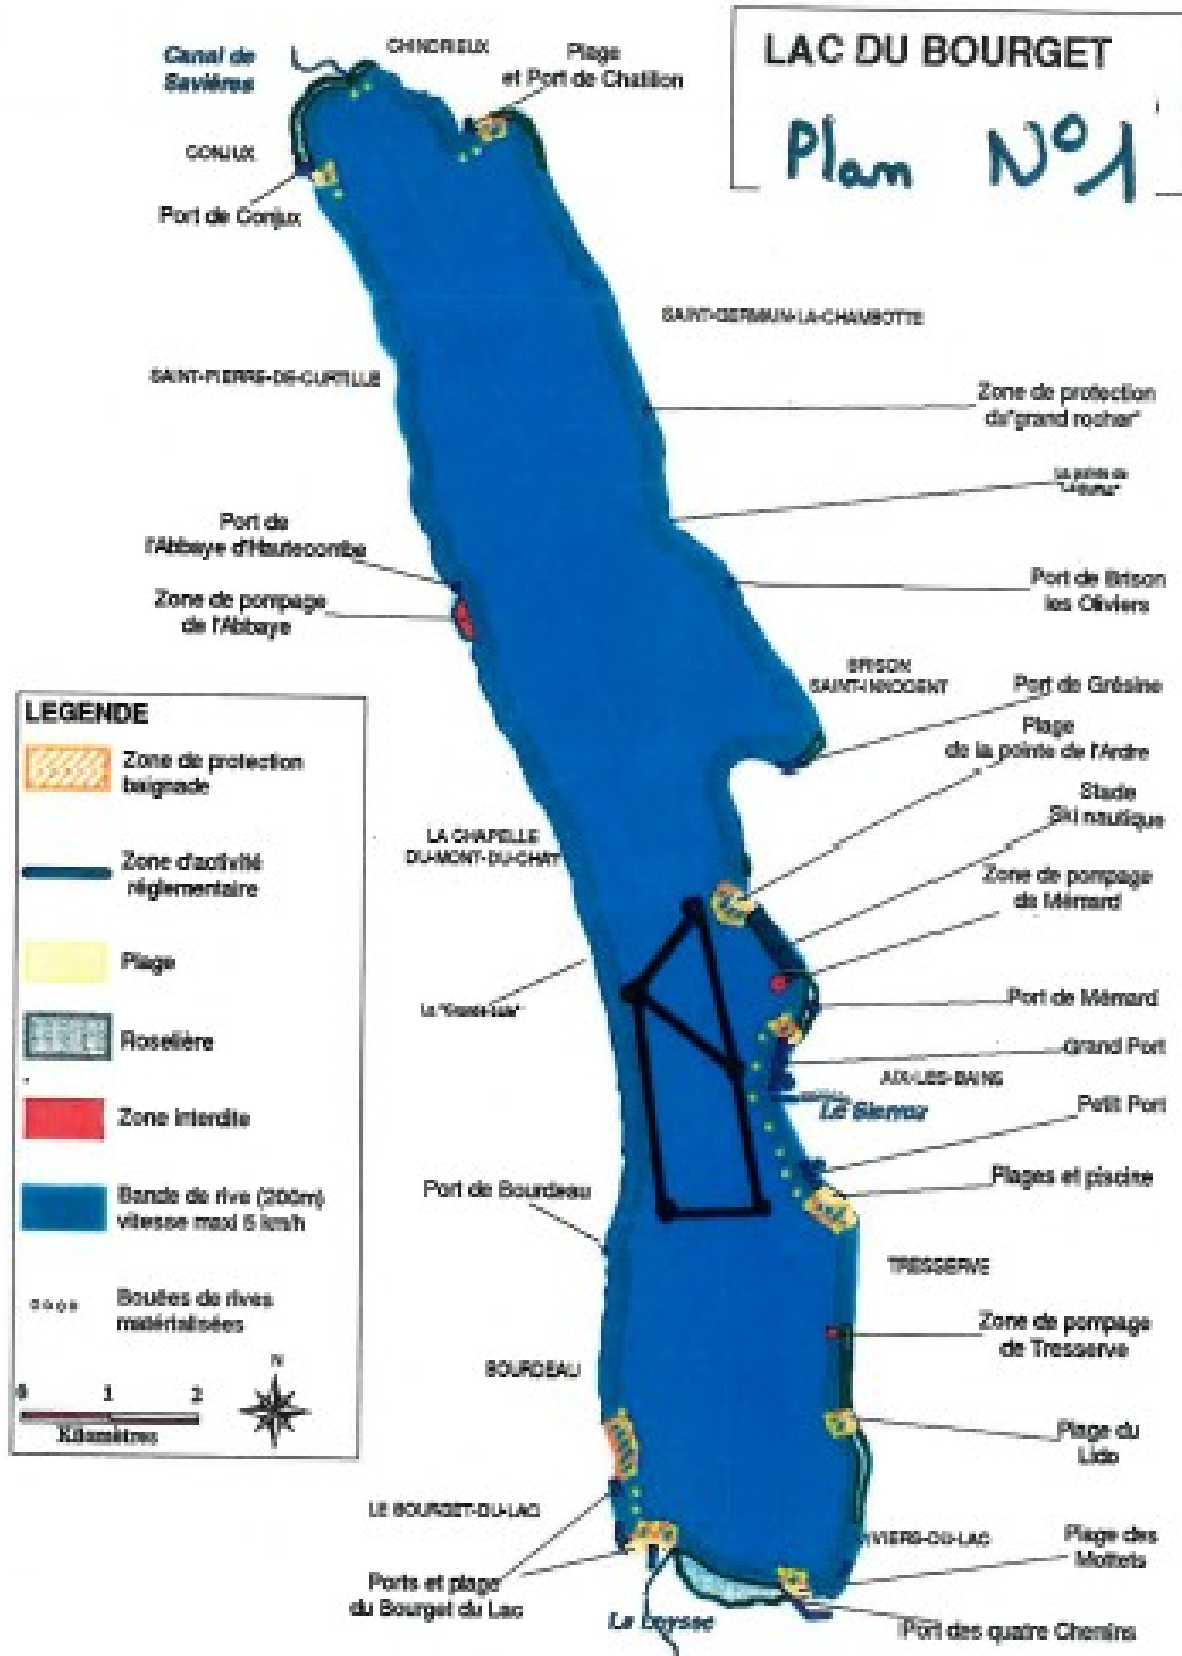 LAC DU BOURGET
Plan N°1
Canal de
Savières
CHINDRIEUX
Plage
et Port de Chatillon
CONJUX
Port de Conjux
SAINT-GERMAIN-LA-CHAMBOTTE
SAINT-PIERRE-DE-CURTILLE
Zone de protection
du"grand rocher"
La pointe de
Port de
l'Abbaye d'Hautecombe
Port de Brison
les Oliviers
Zone de pompage
de l'Abbaye
BRISON
SAINT-INNOCENT
Port de Grésine
Plage
de la pointe de l'Ardre
Stade
Ski nautique
LA CHAPELLE
DU-MONT-DU-CHAT
Zone de pompage
de Mémard
Port de Mémard
Grand Port
AIX-LES-BAINS
Le Sierroz
Petit Port
Port de Bourdeau
Plages et piscine
TRESSERVE
Zone de pompage
de Tresserve
BOURDEAU
Plage du
Lido
LE BOURGET-DU-LAC
VIVIERS-DU-LAC
Plage des
Mottets
Ports et plage
du Bourget du Lac
La Leysse
Port des quatre Chemins
LEGENDE
Zone de protection
baignade
Zone d'activité
réglementaire
Plage
Roselière
Zone interdite
Bande de rive (200m)
vitesse maxi 5 km/h
Bouées de rives
matérialisées
N
0 1 2
Kilomètres